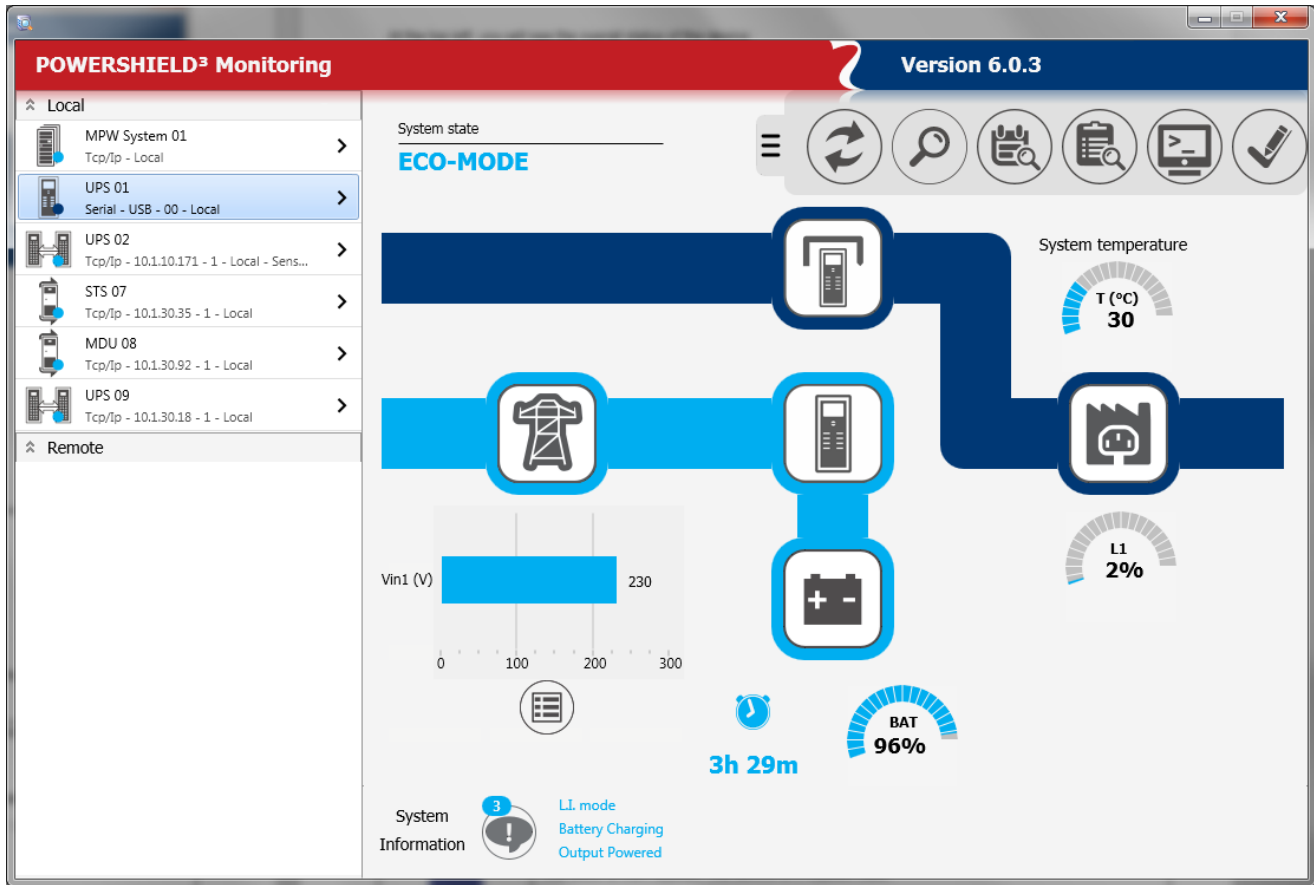 POWERSHIELD³ Monitoring
Version 6.0.3
Local
MPW System 01
Tcp/Ip - Local
UPS 01
Serial - USB - 00 - Local
UPS 02
Tcp/Ip - 10.1.10.171 - 1 - Local - Sens...
STS 07
Tcp/Ip - 10.1.30.35 - 1 - Local
MDU 08
Tcp/Ip - 10.1.30.92 - 1 - Local
UPS 09
Tcp/Ip - 10.1.30.18 - 1 - Local
Remote
System state
ECO-MODE
System temperature
T (°C)
30
L1
2%
Vin1 (V)
230
0 100 200 300
BAT
96%
3h 29m
System
Information
3
L.I. mode
Battery Charging
Output Powered